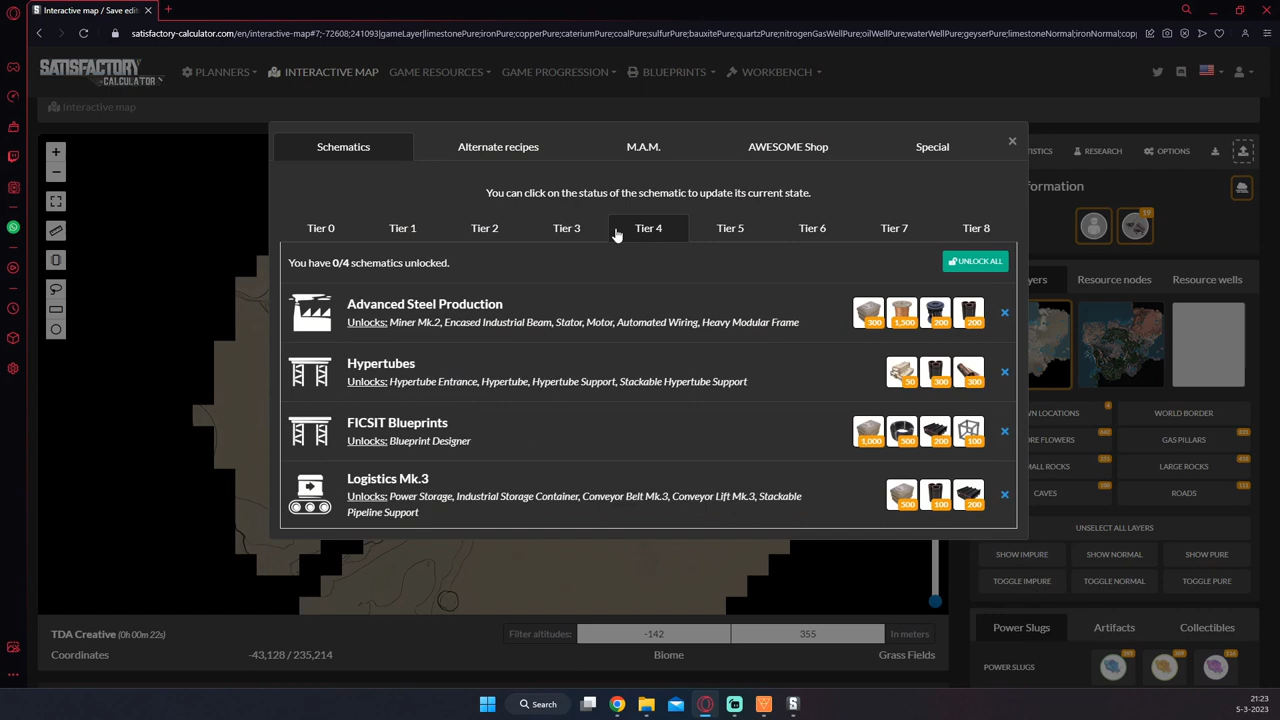 Interactive map / Save edit
satisfactory-calculator.com/en/interactive-map#7;-72608;241093|gameLayer|limestonePure;ironPure;copperPure;cateriumPure;coalPure;sulfurPure;bauxitePure;quartzPure;nitrogenGasWellPure;oilWellPure;waterWellPure;geyserPure;limestoneNormal;ironNormal;cop
SATISFACTORY
CALCULATOR
PLANNERS
INTERACTIVE MAP
GAME RESOURCES
GAME PROGRESSION
BLUEPRINTS
WORKBENCH
Interactive map
Schematics
Alternate recipes
M.A.M.
AWESOME Shop
Special
TISTICS
RESEARCH
OPTIONS
ormation
19
You can click on the status of the schematic to update its current state.
Tier 0
Tier 1
Tier 2
Tier 3
Tier 4
Tier 5
Tier 6
Tier 7
Tier 8
You have 0/4 schematics unlocked.
UNLOCK ALL
Advanced Steel Production
Unlocks: Miner Mk.2, Encased Industrial Beam, Stator, Motor, Automated Wiring, Heavy Modular Frame
300
1,500
200
200
Hypertubes
Unlocks: Hypertube Entrance, Hypertube, Hypertube Support, Stackable Hypertube Support
50
300
300
FICSIT Blueprints
Unlocks: Blueprint Designer
1,000
500
200
100
Logistics Mk.3
Unlocks: Power Storage, Industrial Storage Container, Conveyor Belt Mk.3, Conveyor Lift Mk.3, Stackable
Pipeline Support
500
100
200
yers
Resource nodes
Resource wells
WN LOCATIONS
WORLD BORDER
RE FLOWERS
GAS PILLARS
ALL ROCKS
LARGE ROCKS
CAVES
ROADS
UNSELECT ALL LAYERS
SHOW IMPURE
SHOW NORMAL
SHOW PURE
TOGGLE IMPURE
TOGGLE NORMAL
TOGGLE PURE
Power Slugs
Artifacts
Collectibles
POWER SLUGS
TDA Creative (0h 00m 22s)
Filter altitudes:
-142
355
In meters
Coordinates
-43,128 / 235,214
Biome
Grass Fields
Search
21:23
5-3-2023